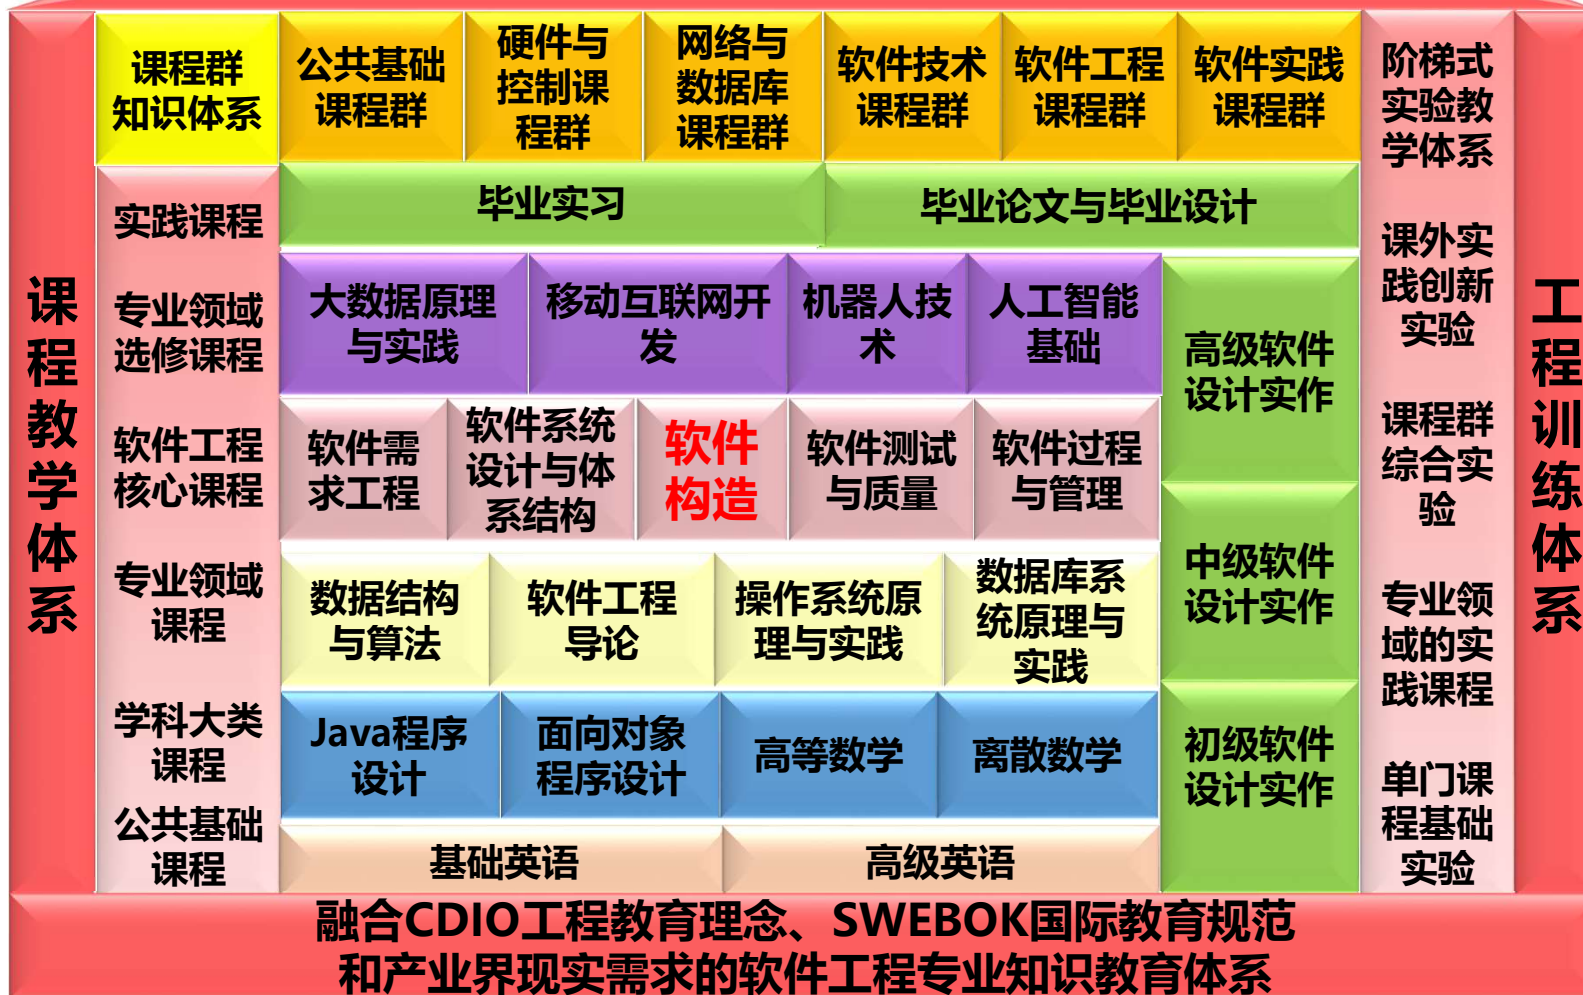 课程教学体系
课程群
知识体系
公共基础
课程群
硬件与
控制课
程群
网络与
数据库
课程群
软件技术
课程群
软件工程
课程群
软件实践
课程群
实践课程
毕业实习
毕业论文与毕业设计
专业领域
选修课程
大数据原理
与实践
移动互联网开
发
机器人技
术
人工智能
基础
高级软件
设计实作
软件工程
核心课程
软件需
求工程
软件系统
设计与体
系结构
软件
构造
软件测试
与质量
软件过程
与管理
专业领域
课程
数据结构
与算法
软件工程
导论
操作系统原
理与实践
数据库系
统原理与
实践
中级软件
设计实作
学科大类
课程
Java程序
设计
面向对象
程序设计
高等数学
离散数学
初级软件
设计实作
公共基础
课程
基础英语
高级英语
阶梯式
实验教
学体系
课外实
践创新
实验
课程群
综合实
验
专业领
域的实
践课程
单门课
程基础
实验
工程训练体系
融合CDIO工程教育理念、SWEBOK国际教育规范
和产业界现实需求的软件工程专业知识教育体系